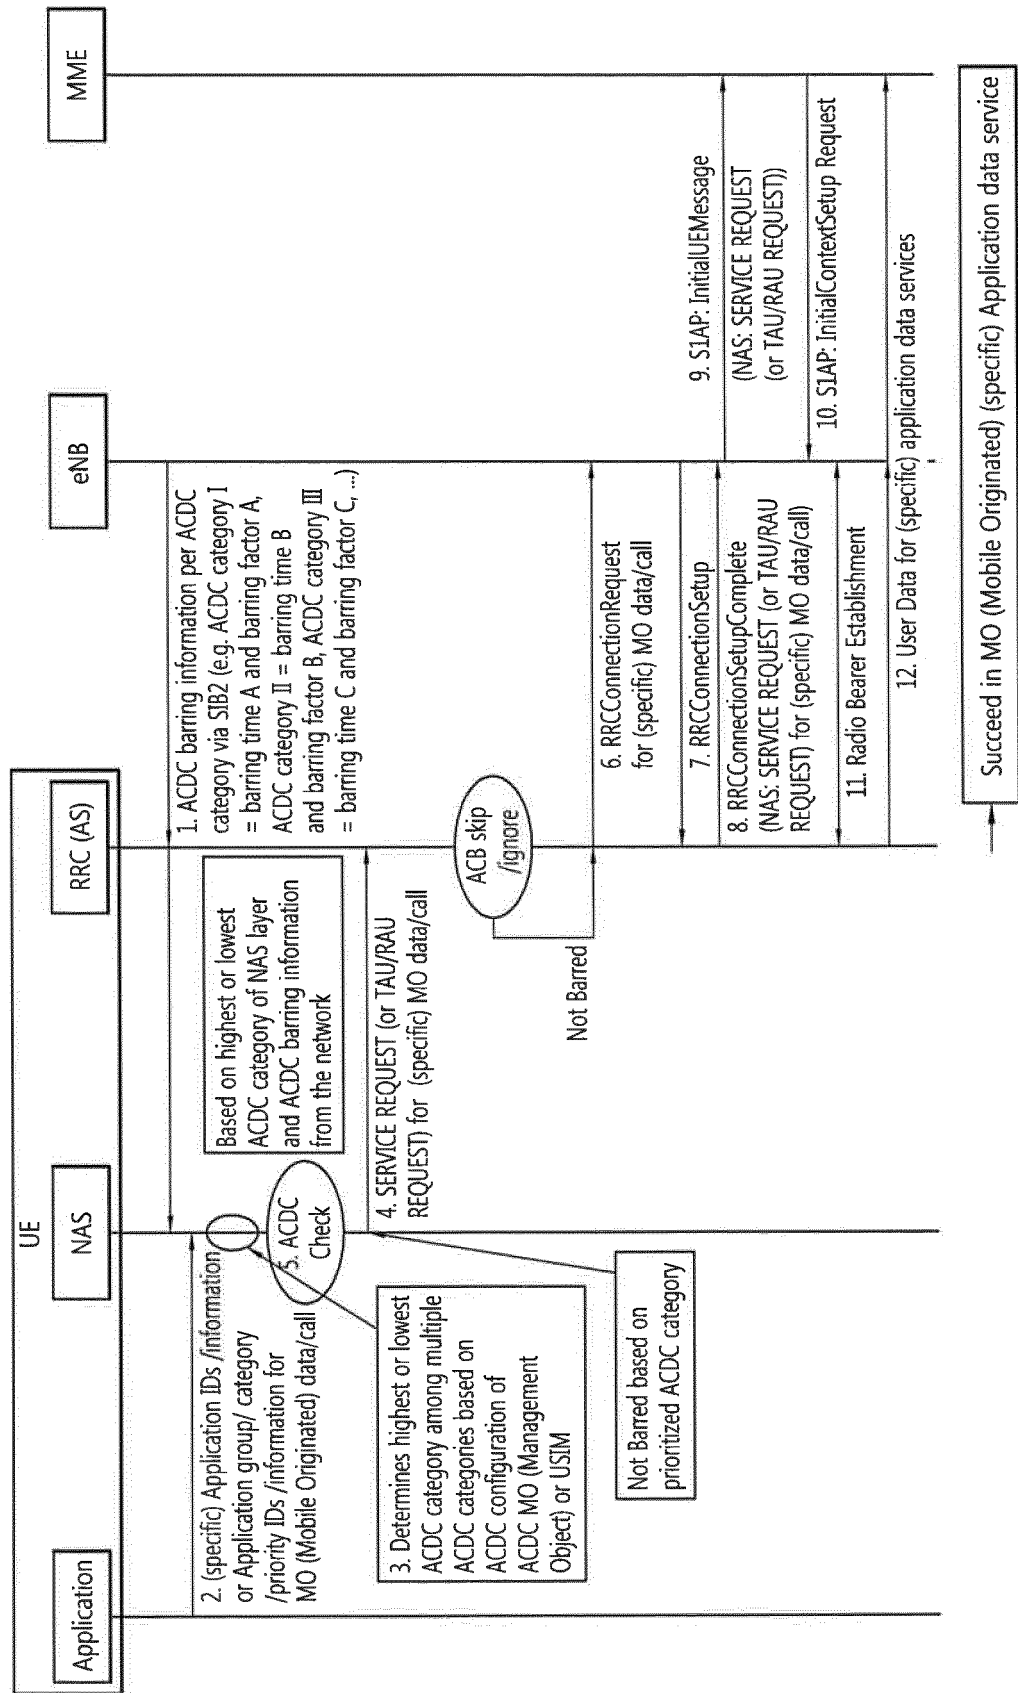 UE
Application
NAS
RRC (AS)
eNB
MME
1. ACDC barring information per ACDC
category via SIB2 (e.g. ACDC category I
= barring time A and barring factor A,
ACDC category II = barring time B
and barring factor B, ACDC category III
= barring time C and barring factor C, ...)
2. (specific) Application IDs /information
or Application group/ category
/priority IDs /information for
MO (Mobile Originated) data/call
Based on highest or lowest
ACDC category of NAS layer
and ACDC barring information
from the network
5. ACDC
Check
3. Determines highest or lowest
ACDC category among multiple
ACDC categories based on
ACDC configuration of
ACDC MO (Management
Object) or USIM
4. SERVICE REQUEST (or TAU/RAU
REQUEST) for (specific) MO data/call
Not Barred based on
prioritized ACDC category
ACB skip
/ignore
Not Barred
6. RRCConnectionRequest
for (specific) MO data/call
7. RRCConnectionSetup
8. RRCConnectionSetupComplete
(NAS: SERVICE REQUEST (or TAU/RAU
REQUEST) for (specific) MO data/call)
9. S1AP: InitialUEMessage
(NAS: SERVICE REQUEST
(or TAU/RAU REQUEST))
10. S1AP: InitialContextSetup Request
11. Radio Bearer Establishment
12. User Data for (specific) application data services
Succeed in MO (Mobile Originated) (specific) Application data service